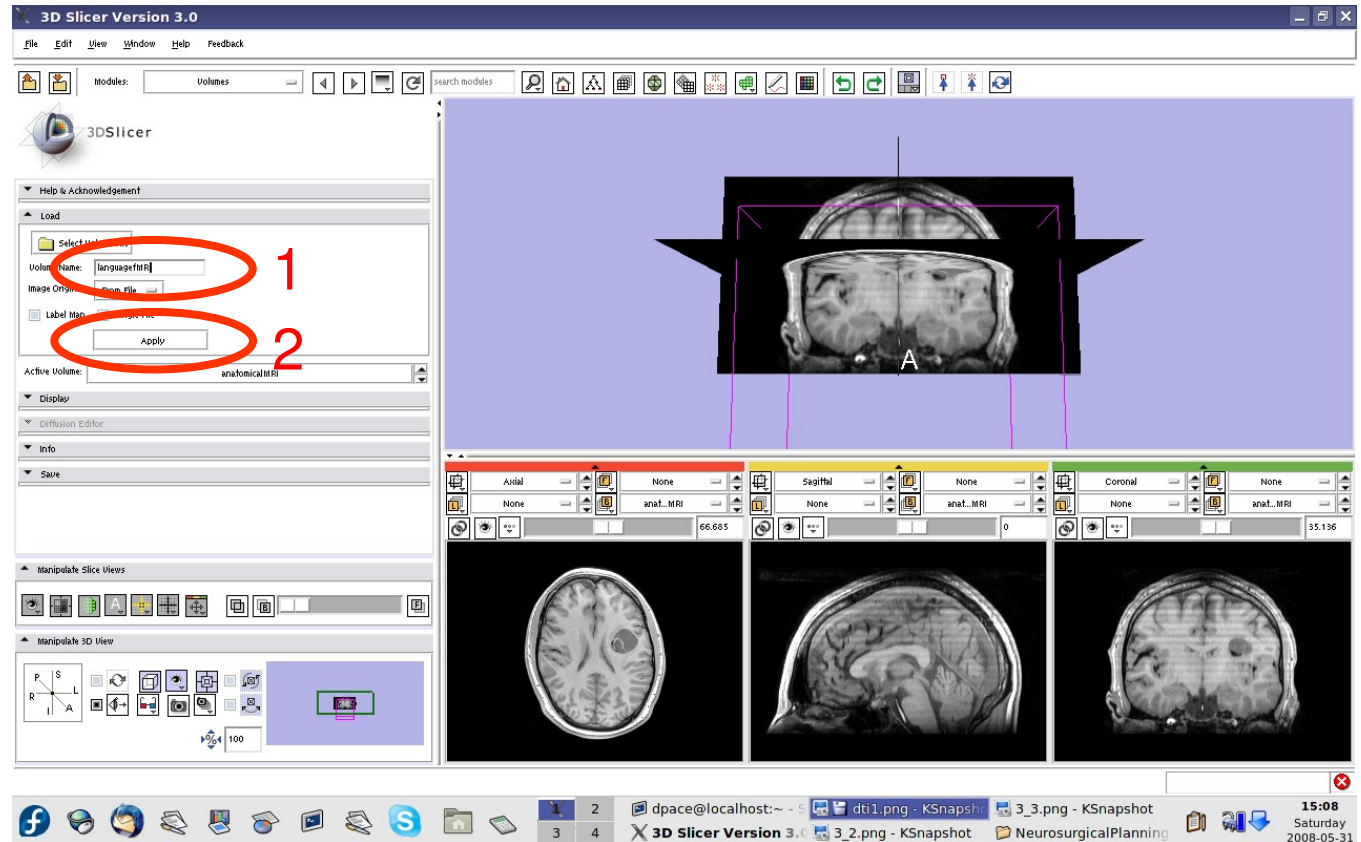 3D Slicer Version 3.0
File Edit View Window Help Feedback
Modules: Volumes search modules
3DSlicer
Help & Acknowledgement
Load
Select
Volume Name: languagefMRI
Image Origin: From File
Label Map
Apply
1
2
Active Volume: anatomicalMRI
Display
Diffusion Editor
Info
Save
A
Axial F None
L None B anat...MRI
66.685
Sagittal F None
L None B anat...MRI
0
Coronal F None
L None B anat...MRI
35.136
Manipulate Slice Views
A B F
Manipulate 3D View
P S
R L
I A
% 100
1 2
3 4
dpace@localhost:~ - S
dti1.png - KSnapsho
3_3.png - KSnapshot
3D Slicer Version 3.0
3_2.png - KSnapshot
NeurosurgicalPlanning
15:08
Saturday
2008-05-31